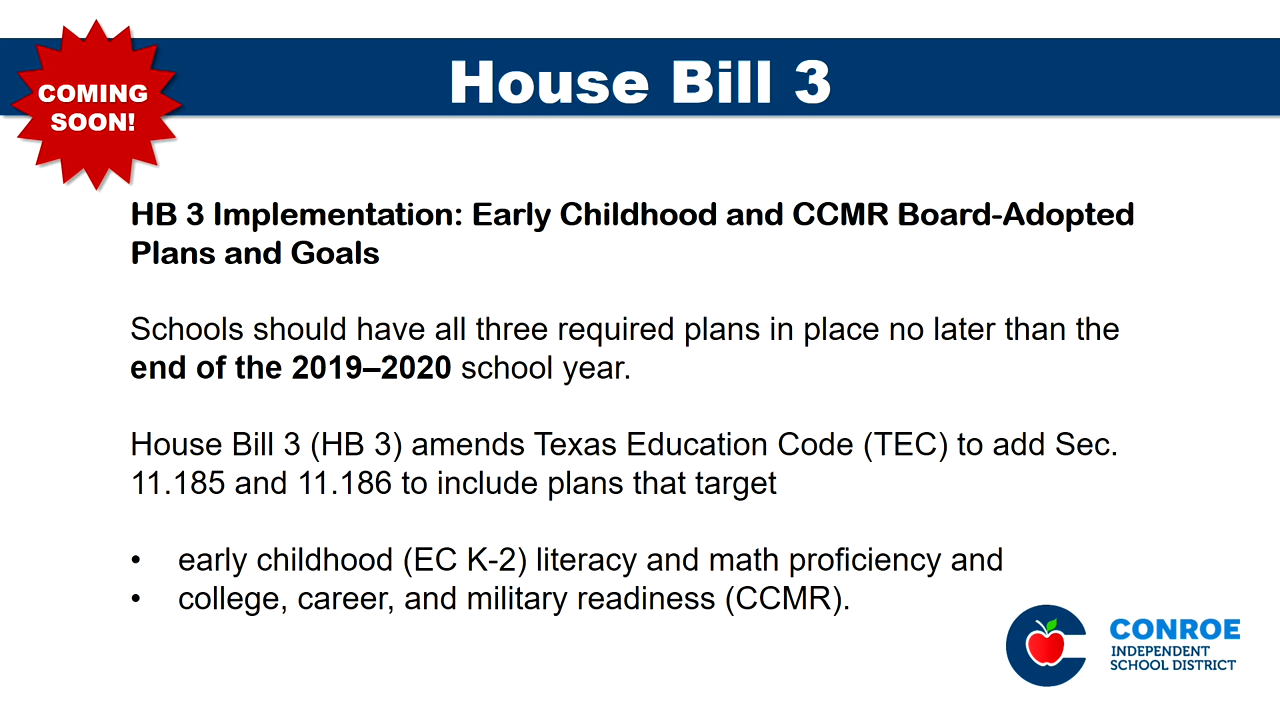 House Bill 3
COMING
SOON!
HB 3 Implementation: Early Childhood and CCMR Board-Adopted
Plans and Goals
Schools should have all three required plans in place no later than the
end of the 2019–2020 school year.
House Bill 3 (HB 3) amends Texas Education Code (TEC) to add Sec.
11.185 and 11.186 to include plans that target
• early childhood (EC K-2) literacy and math proficiency and
• college, career, and military readiness (CCMR).
CONROE
INDEPENDENT
SCHOOL DISTRICT